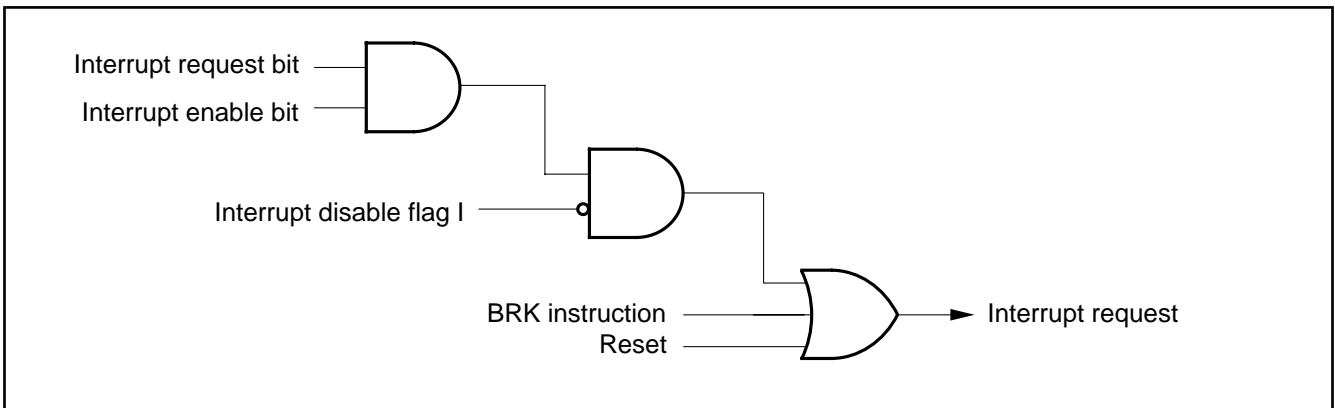 Interrupt request bit
Interrupt enable bit
Interrupt disable flag I
BRK instruction
Reset
Interrupt request